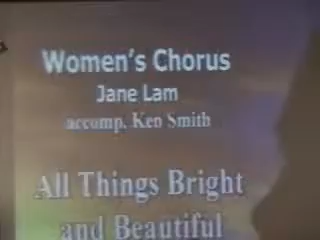 Women's Chorus
Jane Lam
accomp. Ken Smith
All Things Bright
and Beautiful